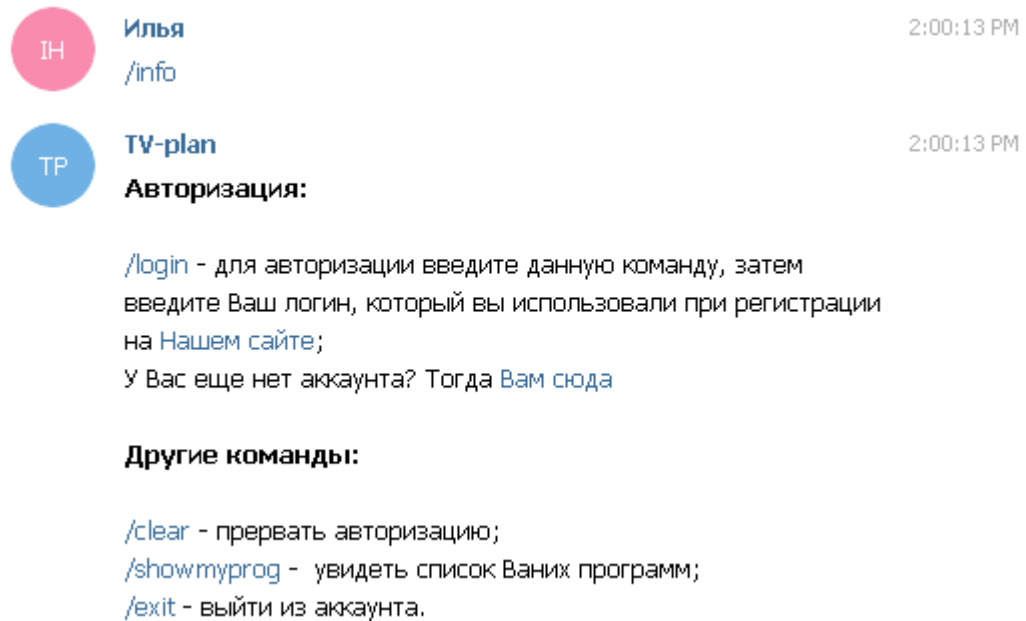 IH
Илья
2:00:13 PM
/info
TP
TV-plan
2:00:13 PM
Авторизация:
/login - для авторизации введите данную команду, затем
введите Ваш логин, который вы использовали при регистрации
на Нашем сайте;
У Вас еще нет аккаунта? Тогда Вам сюда
Другие команды:
/clear - прервать авторизацию;
/showmyprog - увидеть список Ваних программ;
/exit - выйти из аккаунта.